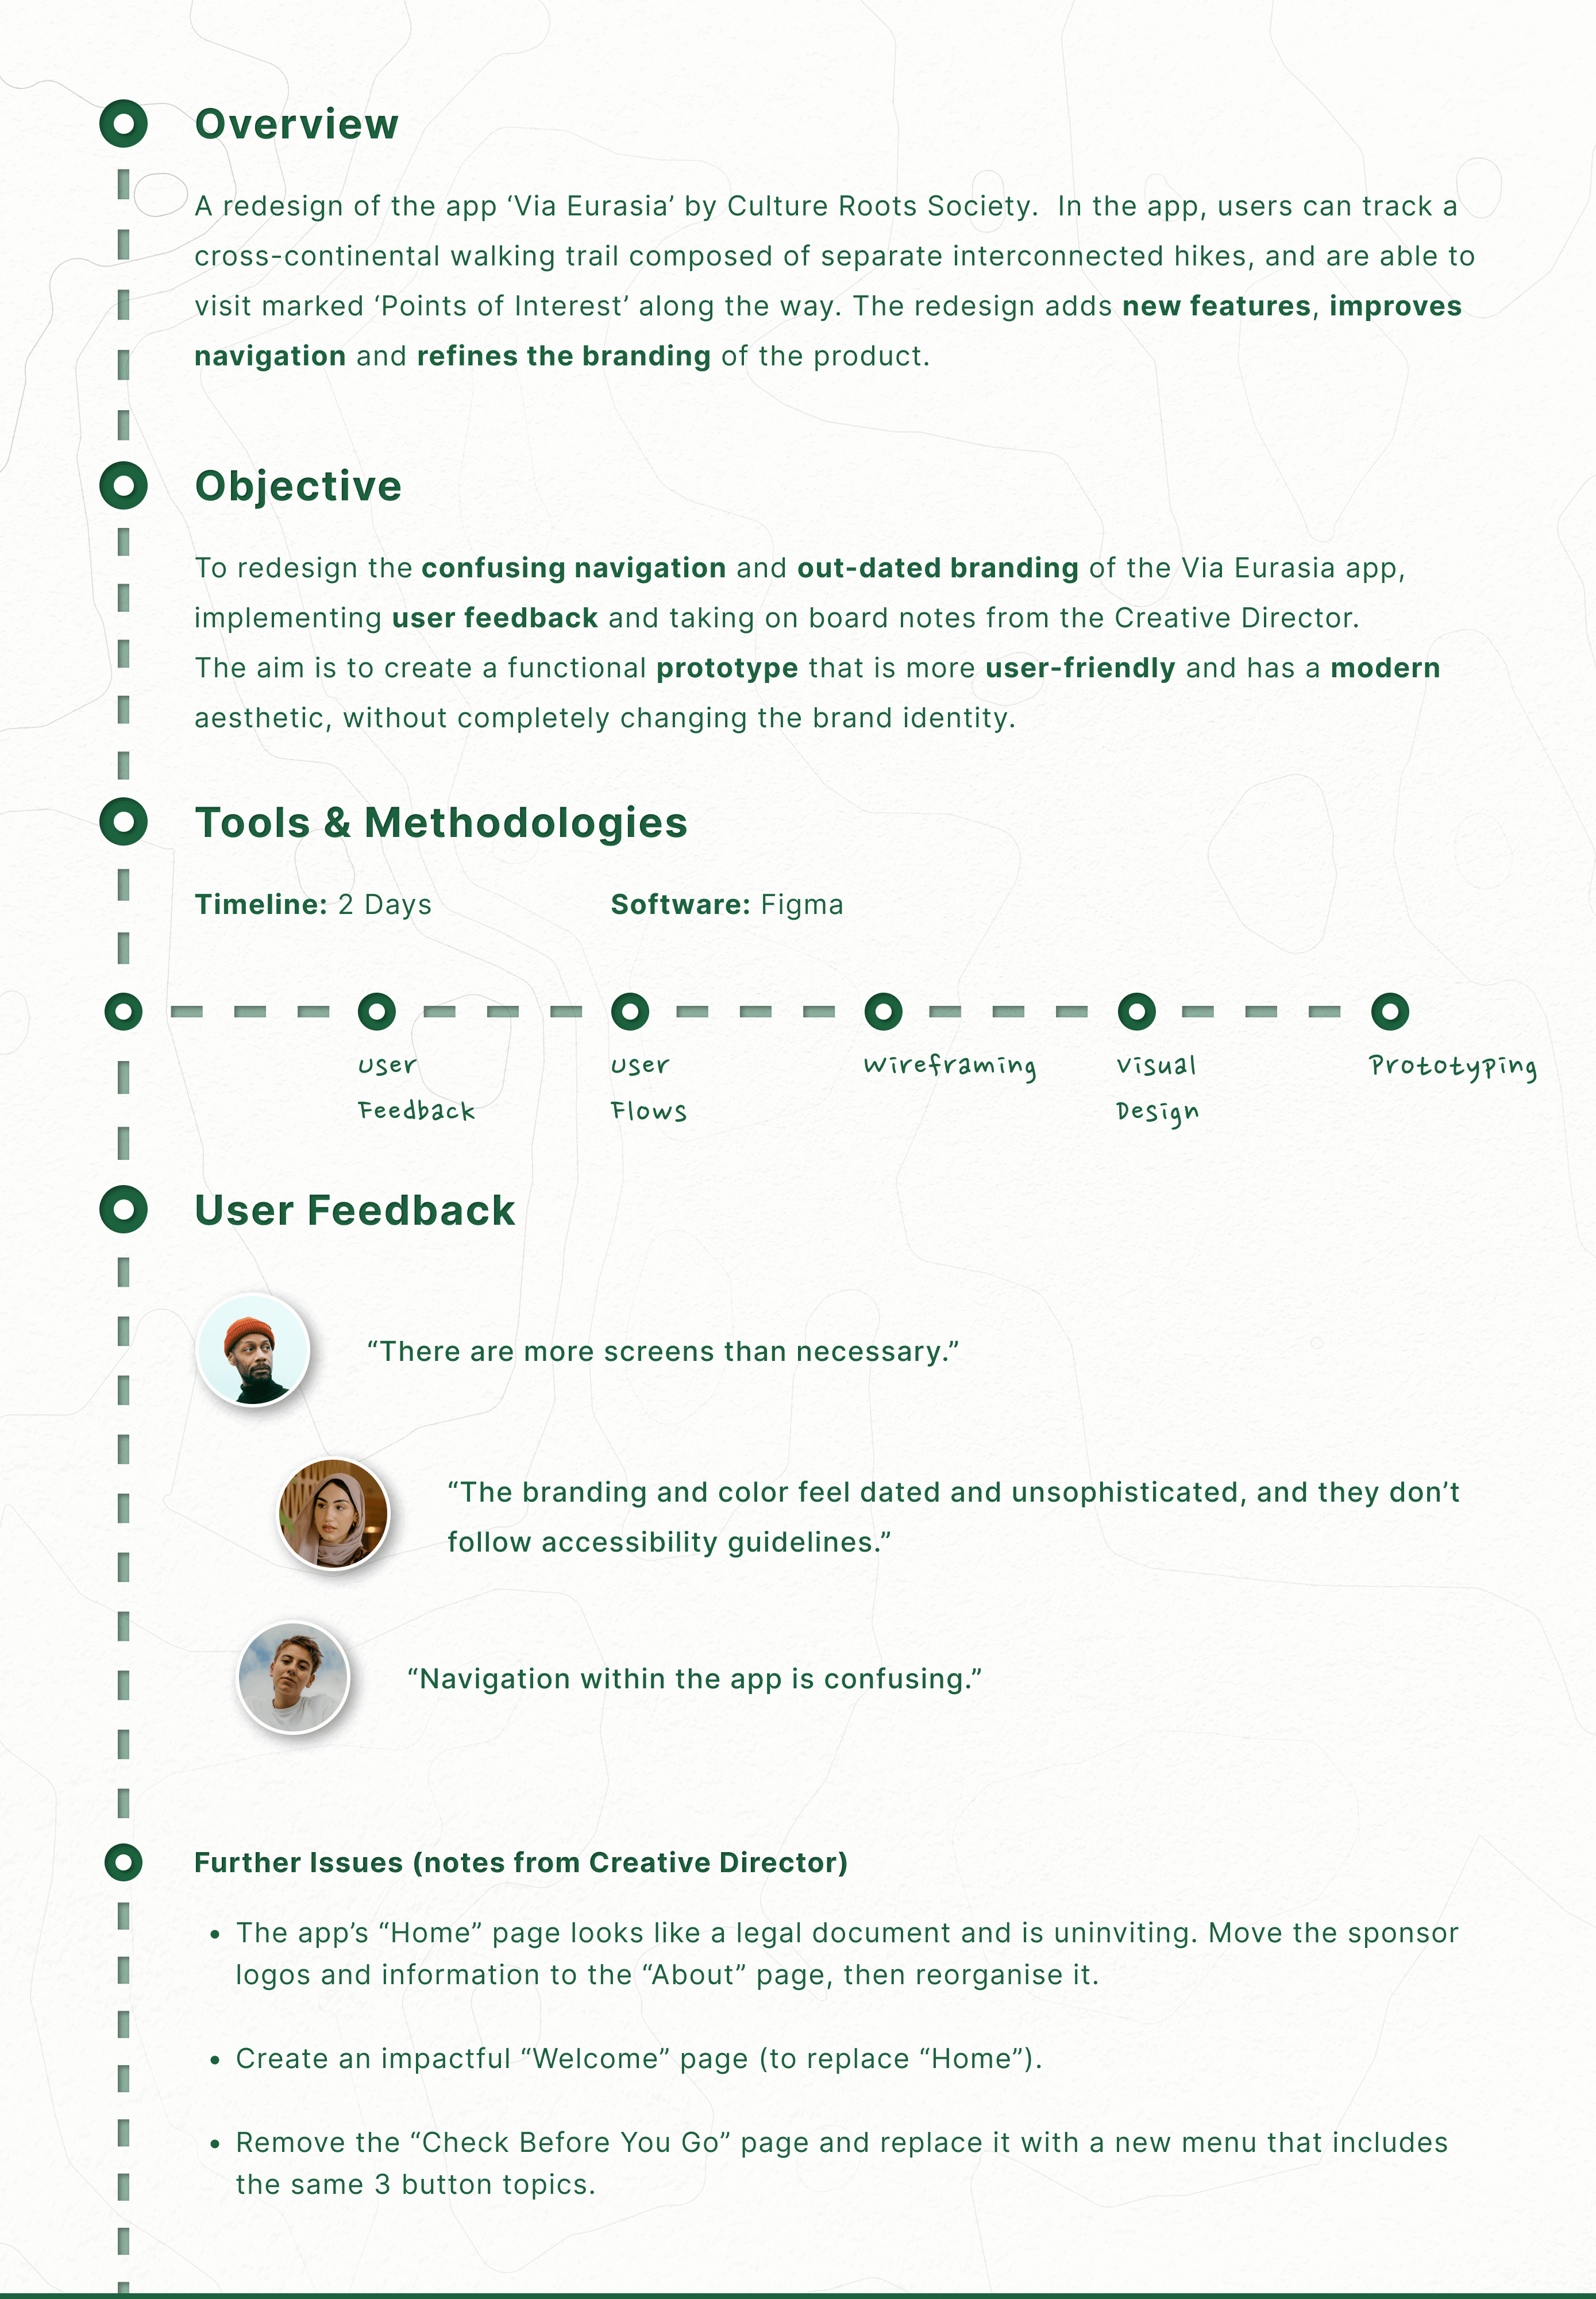 Overview
A redesign of the app ‘Via Eurasia’ by Culture Roots Society.  In the app, users can track a
cross-continental walking trail composed of separate interconnected hikes, and are able to
visit marked ‘Points of Interest’ along the way. The redesign adds new features, improves
navigation and refines the branding of the product.
Objective
To redesign the confusing navigation and out-dated branding of the Via Eurasia app,
implementing user feedback and taking on board notes from the Creative Director.
The aim is to create a functional prototype that is more user-friendly and has a modern
aesthetic, without completely changing the brand identity.
Tools & Methodologies
Timeline: 2 Days
Software: Figma
User
Feedback
User
Flows
Wireframing
Visual
Design
Prototyping
User Feedback
“There are more screens than necessary.”
“The branding and color feel dated and unsophisticated, and they don’t
follow accessibility guidelines.”
“Navigation within the app is confusing.”
Further Issues (notes from Creative Director)
• The app’s “Home” page looks like a legal document and is uninviting. Move the sponsor
logos and information to the “About” page, then reorganise it.
• Create an impactful “Welcome” page (to replace “Home”).
• Remove the “Check Before You Go” page and replace it with a new menu that includes
the same 3 button topics.